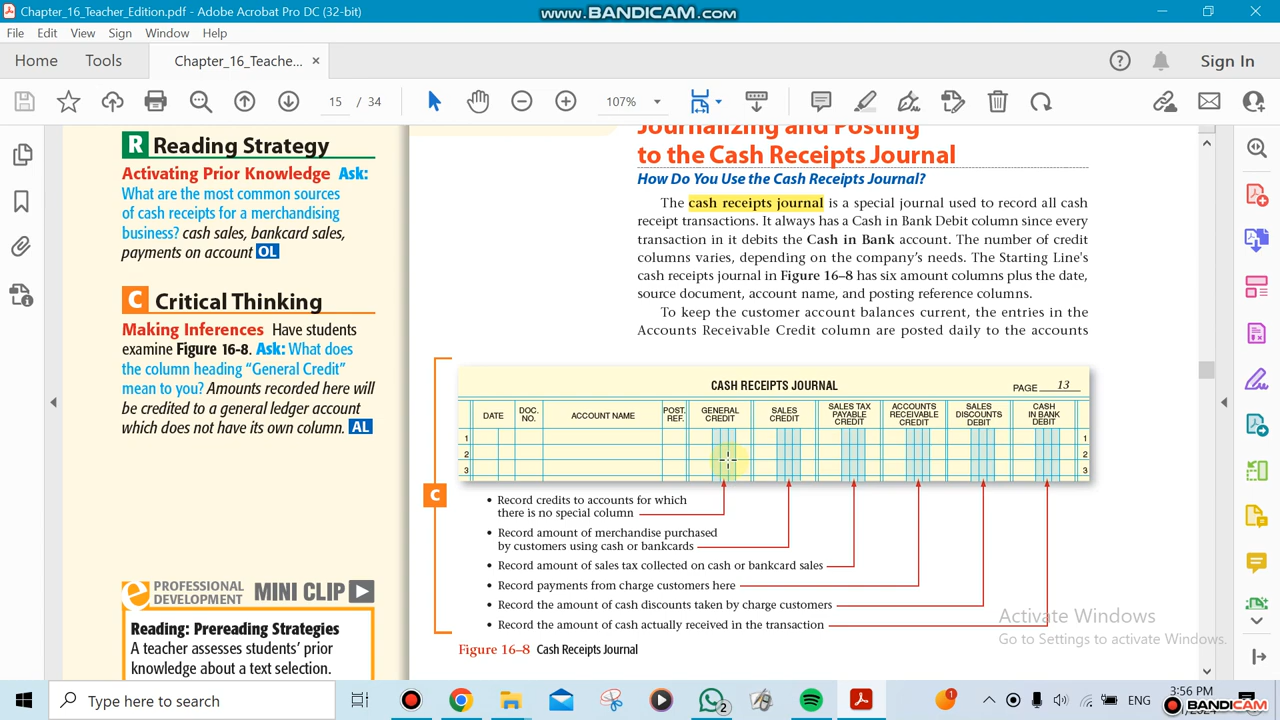 Chapter_16_Teacher_Edition.pdf - Adobe Acrobat Pro DC (32-bit)
www.BANDICAM.com
File Edit View Sign Window Help
Home Tools Chapter_16_Teache... × Sign In
15 / 34 107%
R Reading Strategy
Activating Prior Knowledge Ask:
What are the most common sources
of cash receipts for a merchandising
business? cash sales, bankcard sales,
payments on account OL
C Critical Thinking
Making Inferences Have students
examine Figure 16-8. Ask: What does
the column heading “General Credit”
mean to you? Amounts recorded here will
be credited to a general ledger account
which does not have its own column. AL
e PROFESSIONAL
DEVELOPMENT MINI CLIP
Reading: Prereading Strategies
A teacher assesses students’ prior
knowledge about a text selection.
Journalizing and Posting
to the Cash Receipts Journal
How Do You Use the Cash Receipts Journal?
The cash receipts journal is a special journal used to record all cash
receipt transactions. It always has a Cash in Bank Debit column since every
transaction in it debits the Cash in Bank account. The number of credit
columns varies, depending on the company’s needs. The Starting Line’s
cash receipts journal in Figure 16–8 has six amount columns plus the date,
source document, account name, and posting reference columns.
To keep the customer account balances current, the entries in the
Accounts Receivable Credit column are posted daily to the accounts
CASH RECEIPTS JOURNAL PAGE 13
DATE DOC. NO. ACCOUNT NAME POST. REF. GENERAL CREDIT SALES CREDIT SALES TAX PAYABLE CREDIT ACCOUNTS RECEIVABLE CREDIT SALES DISCOUNTS DEBIT CASH IN BANK DEBIT
1 1
2 2
3 3
C
• Record credits to accounts for which
there is no special column
• Record amount of merchandise purchased
by customers using cash or bankcards
• Record amount of sales tax collected on cash or bankcard sales
• Record payments from charge customers here
• Record the amount of cash discounts taken by charge customers
• Record the amount of cash actually received in the transaction
Figure 16–8 Cash Receipts Journal
Activate Windows
Go to Settings to activate Windows.
Type here to search
2
1
ENG
3:56 PM
BANDICAM